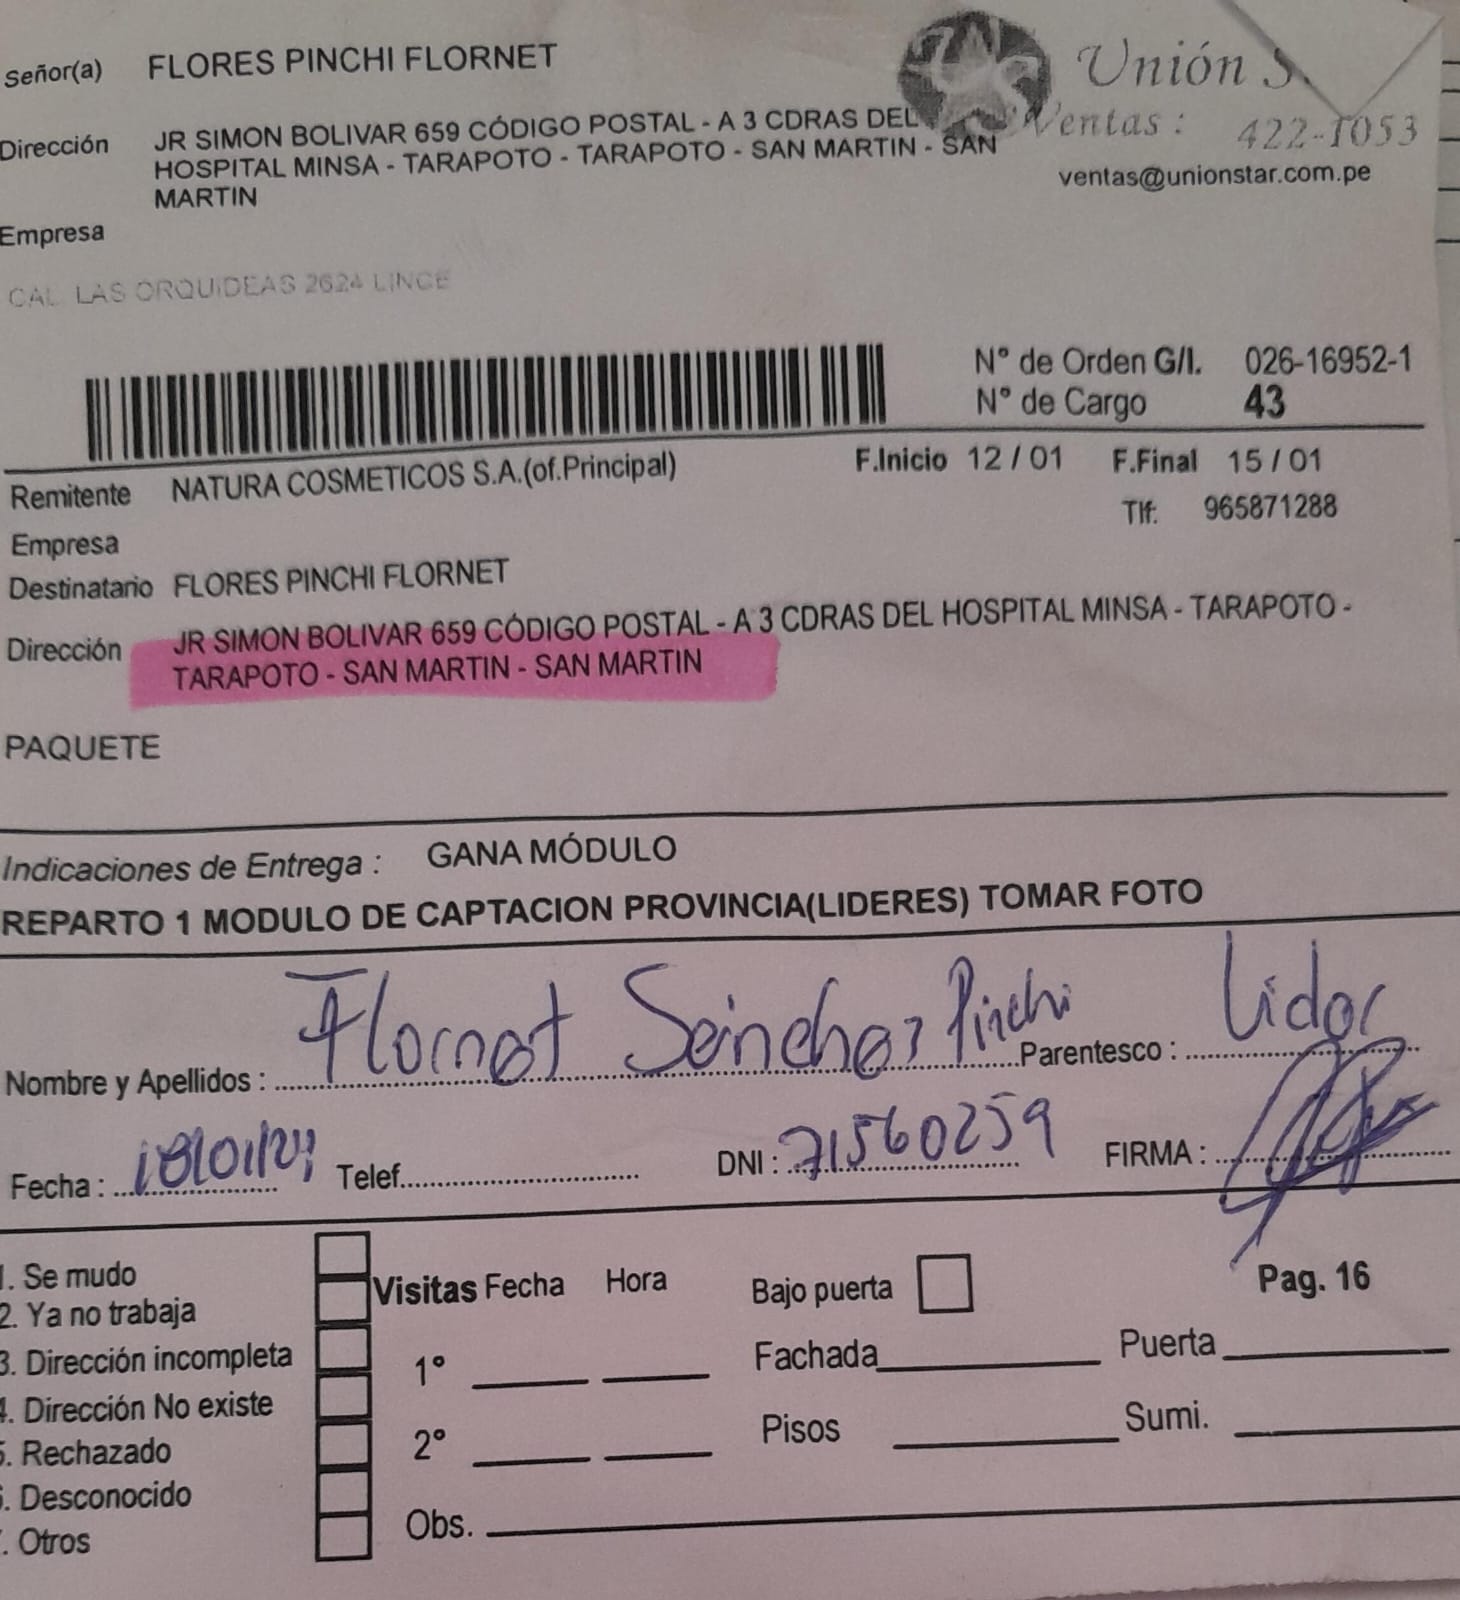 Señor(a) FLORES PINCHI FLORNET
Unión
Ventas : 422-1053
ventas@unionstar.com.pe
Dirección JR SIMON BOLIVAR 659 CÓDIGO POSTAL - A 3 CDRAS DEL
HOSPITAL MINSA - TARAPOTO - TARAPOTO - SAN MARTIN - SAN
MARTIN
Empresa
CAL. LAS ORQUIDEAS 2624 LINCE
N° de Orden G/I. 026-16952-1
N° de Cargo 43
Remitente NATURA COSMETICOS S.A.(of.Principal) F.Inicio 12 / 01 F.Final 15 / 01
Tlf: 965871288
Empresa
Destinatario FLORES PINCHI FLORNET
Dirección JR SIMON BOLIVAR 659 CÓDIGO POSTAL - A 3 CDRAS DEL HOSPITAL MINSA - TARAPOTO -
TARAPOTO - SAN MARTIN - SAN MARTIN
PAQUETE
Indicaciones de Entrega : GANA MÓDULO
REPARTO 1 MODULO DE CAPTACION PROVINCIA(LIDERES) TOMAR FOTO
Nombre y Apellidos : Flornet Sánchez Pinchi Parentesco : Lider
Fecha : Telef. DNI : 71560259 FIRMA :
1. Se mudo
2. Ya no trabaja
3. Dirección incompleta
4. Dirección No existe
5. Rechazado
6. Desconocido
. Otros
Visitas Fecha Hora
1°
2°
Obs.
Bajo puerta
Pag. 16
Fachada Puerta
Pisos Sumi.